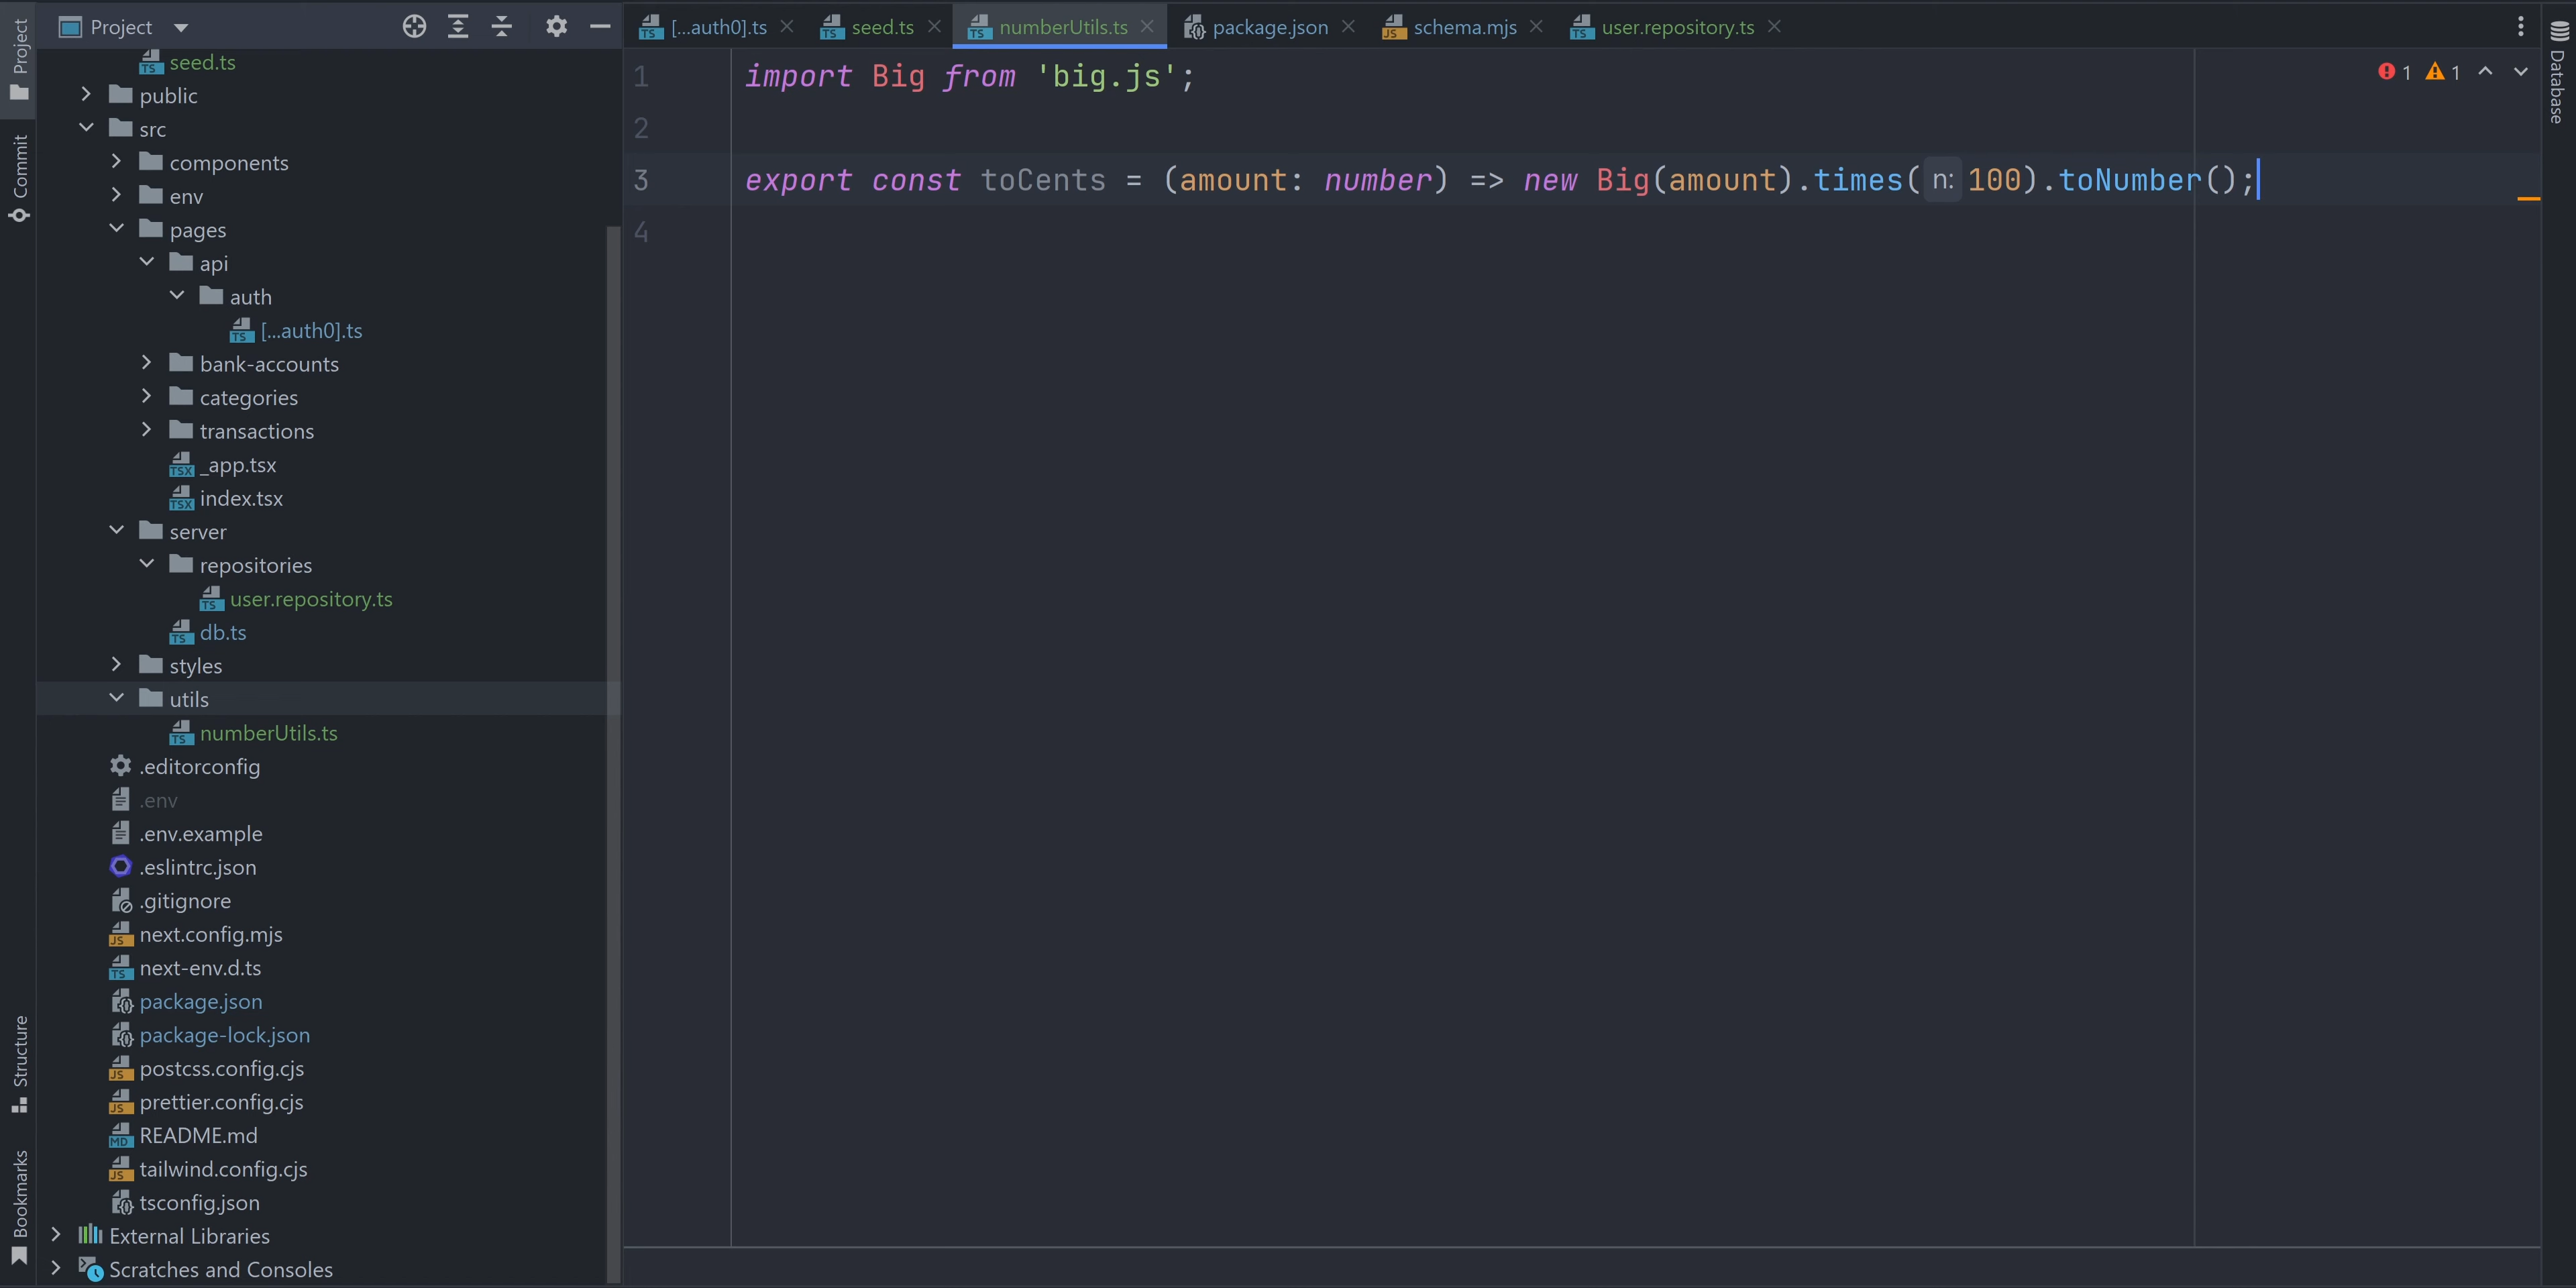 Project
Commit
Structure
Bookmarks
Project
seed.ts
public
src
components
env
pages
api
auth
[...auth0].ts
bank-accounts
categories
transactions
_app.tsx
index.tsx
server
repositories
user.repository.ts
db.ts
styles
utils
numberUtils.ts
.editorconfig
.env
.env.example
.eslintrc.json
.gitignore
next.config.mjs
next-env.d.ts
package.json
package-lock.json
postcss.config.cjs
prettier.config.cjs
README.md
tailwind.config.cjs
tsconfig.json
External Libraries
Scratches and Consoles
[...auth0].ts seed.ts numberUtils.ts package.json schema.mjs user.repository.ts
1 import Big from 'big.js';
2
3 export const toCents = (amount: number) => new Big(amount).times( n: 100).toNumber();
4
1 1
Database